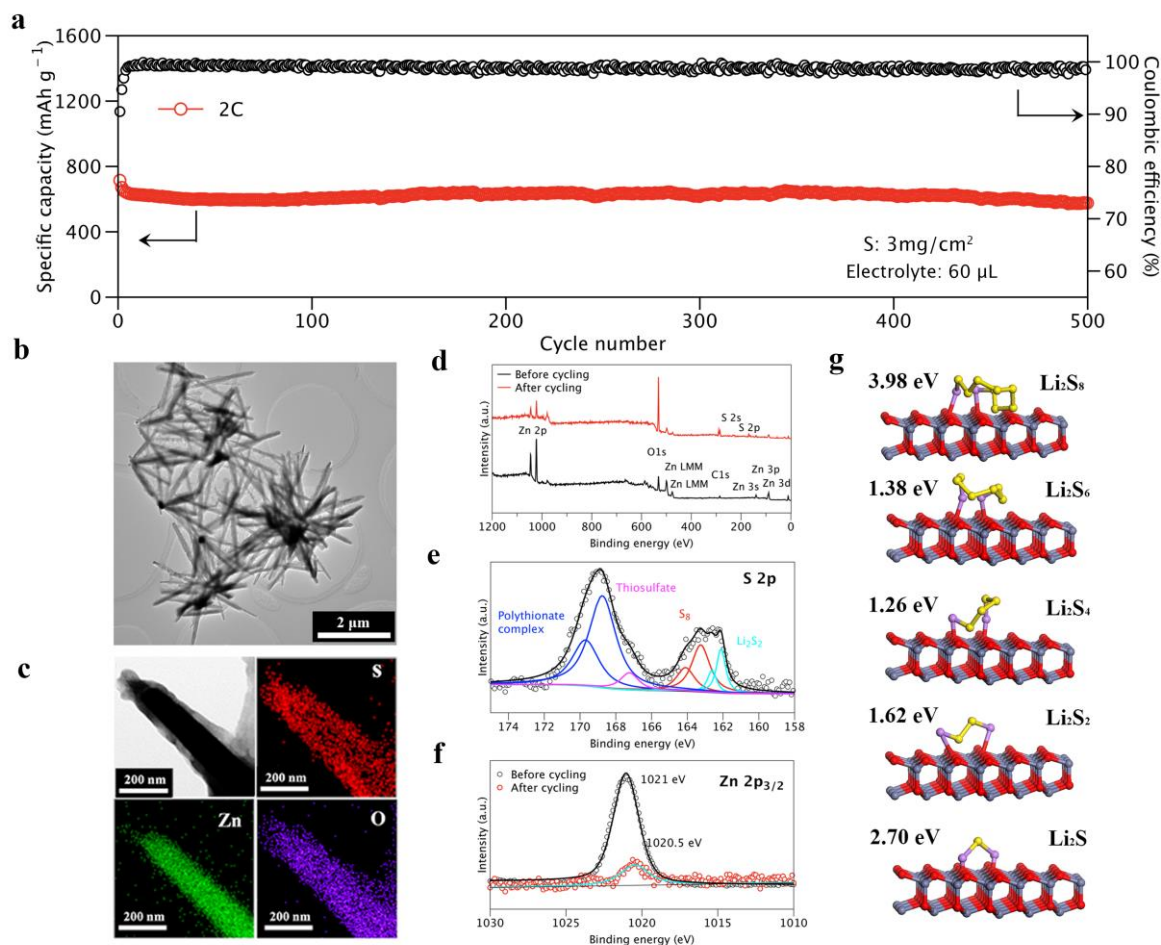 a
1600
1200
800
400
0
Specific capacity (mAh g⁻¹)
2C
S: 3mg/cm²
Electrolyte: 60 µL
100
90
80
70
60
Coulombic efficiency (%)
0 100 200 300 400 500
Cycle number
b
2 µm
c
200 nm
S
200 nm
Zn
200 nm
O
200 nm
d
Before cycling
After cycling
Intensity (a.u.)
Zn 2p
O1s
Zn LMM
Zn LMM
C1s
S 2s
S 2p
Zn 3s
Zn 3p
Zn 3d
1200 1000 800 600 400 200 0
Binding energy (eV)
e
S 2p
Polythionate
complex
Thiosulfate
S₈
Li₂S₂
Intensity (a.u.)
174 172 170 168 166 164 162 160 158
Binding energy (eV)
f
Before cycling
After cycling
Zn 2p3/2
1021 eV
1020.5 eV
Intensity (a.u.)
1030 1025 1020 1015 1010
Binding energy (eV)
g
3.98 eV Li₂S₈
1.38 eV Li₂S₆
1.26 eV Li₂S₄
1.62 eV Li₂S₂
2.70 eV Li₂S